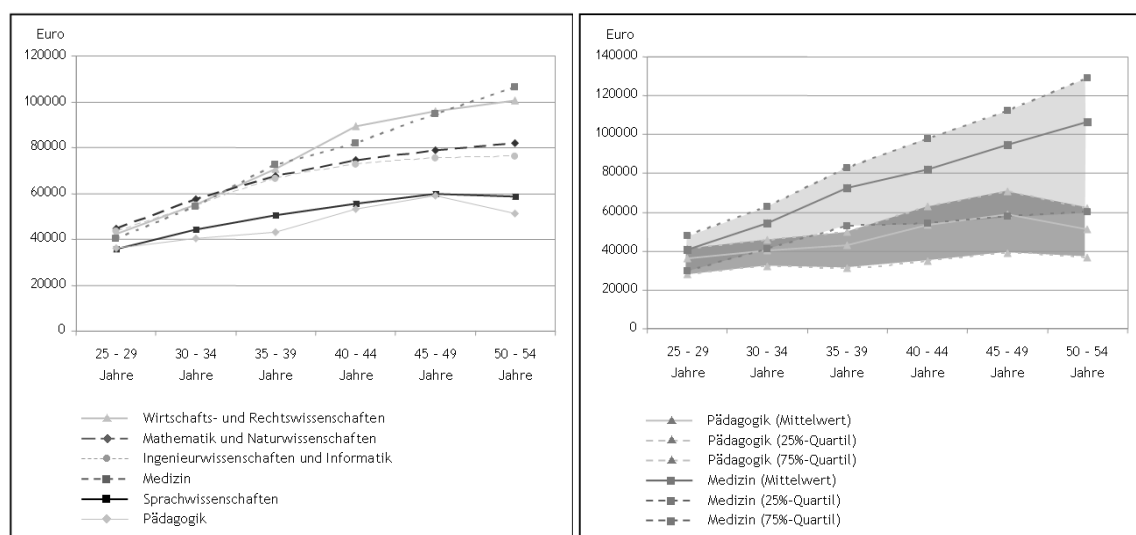 Euro
120000
100000
80000
60000
40000
20000
0
25 - 29
Jahre
30 - 34
Jahre
35 - 39
Jahre
40 - 44
Jahre
45 - 49
Jahre
50 - 54
Jahre
Wirtschafts- und Rechtswissenschaften
Mathematik und Naturwissenschaften
Ingenieurwissenschaften und Informatik
Medizin
Sprachwissenschaften
Pädagogik
Euro
140000
120000
100000
80000
60000
40000
20000
0
25 - 29
Jahre
30 - 34
Jahre
35 - 39
Jahre
40 - 44
Jahre
45 - 49
Jahre
50 - 54
Jahre
Pädagogik (Mittelwert)
Pädagogik (25%-Quartil)
Pädagogik (75%-Quartil)
Medizin (Mittelwert)
Medizin (25%-Quartil)
Medizin (75%-Quartil)